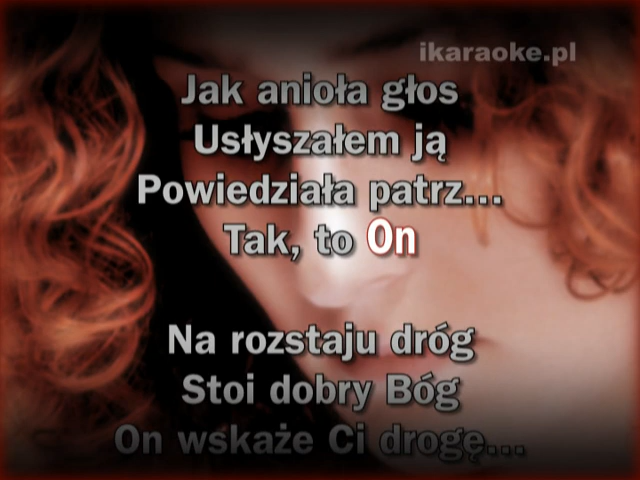 ikaraoke.pl
Jak anioła głos
Usłyszałem ją
Powiedziała patrz...
Tak, to On
Na rozstaju dróg
Stoi dobry Bóg
On wskaże Ci drogę...